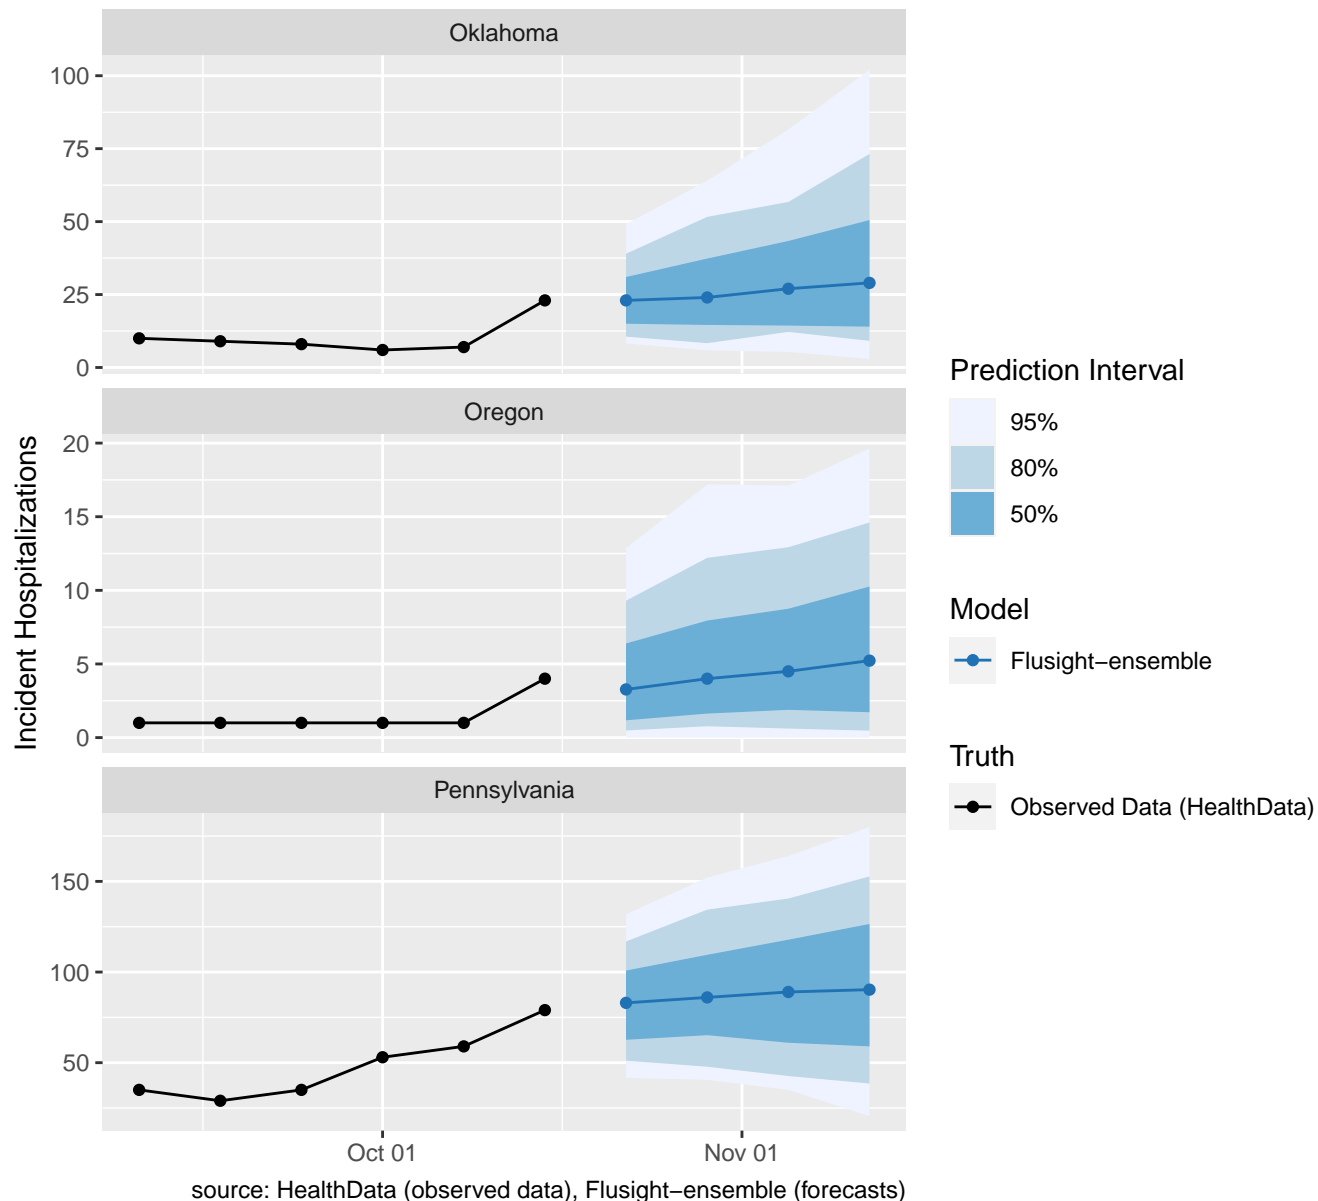 Oklahoma
100
75
50
25
0
Oregon
20
15
10
5
0
Pennsylvania
150
100
50
Oct 01
Nov 01
Incident Hospitalizations
source: HealthData (observed data), Flusight−ensemble (forecasts)
Prediction Interval
95%
80%
50%
Model
Flusight−ensemble
Truth
Observed Data (HealthData)